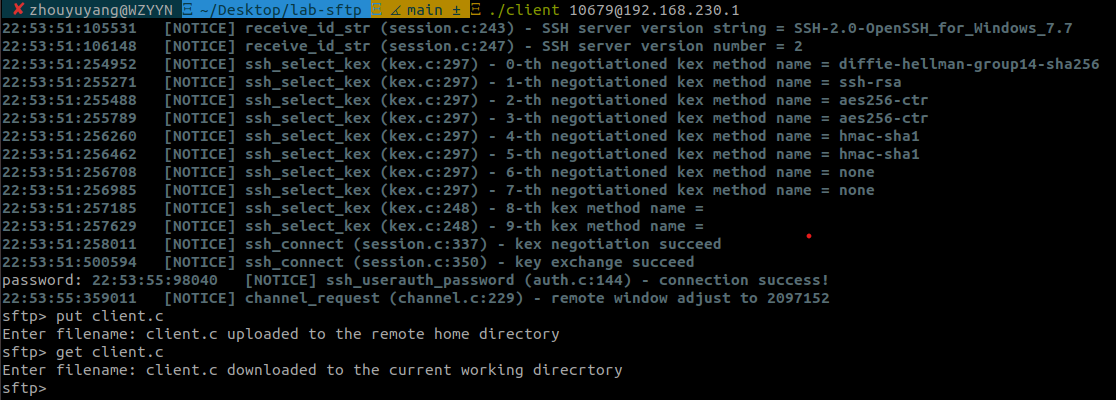 ✘ zhouyuyang@WZYYN ~/Desktop/lab-sftp main ± ./client 10679@192.168.230.1
22:53:51:105531 [NOTICE] receive_id_str (session.c:243) - SSH server version string = SSH-2.0-OpenSSH_for_Windows_7.7
22:53:51:106148 [NOTICE] receive_id_str (session.c:247) - SSH server version number = 2
22:53:51:254952 [NOTICE] ssh_select_kex (kex.c:297) - 0-th negotiationed kex method name = diffie-hellman-group14-sha256
22:53:51:255271 [NOTICE] ssh_select_kex (kex.c:297) - 1-th negotiationed kex method name = ssh-rsa
22:53:51:255488 [NOTICE] ssh_select_kex (kex.c:297) - 2-th negotiationed kex method name = aes256-ctr
22:53:51:255789 [NOTICE] ssh_select_kex (kex.c:297) - 3-th negotiationed kex method name = aes256-ctr
22:53:51:256260 [NOTICE] ssh_select_kex (kex.c:297) - 4-th negotiationed kex method name = hmac-sha1
22:53:51:256462 [NOTICE] ssh_select_kex (kex.c:297) - 5-th negotiationed kex method name = hmac-sha1
22:53:51:256708 [NOTICE] ssh_select_kex (kex.c:297) - 6-th negotiationed kex method name = none
22:53:51:256985 [NOTICE] ssh_select_kex (kex.c:297) - 7-th negotiationed kex method name = none
22:53:51:257185 [NOTICE] ssh_select_kex (kex.c:248) - 8-th kex method name =
22:53:51:257629 [NOTICE] ssh_select_kex (kex.c:248) - 9-th kex method name =
22:53:51:258011 [NOTICE] ssh_connect (session.c:337) - kex negotiation succeed
22:53:51:500594 [NOTICE] ssh_connect (session.c:350) - key exchange succeed
password: 22:53:55:98040 [NOTICE] ssh_userauth_password (auth.c:144) - connection success!
22:53:55:359011 [NOTICE] channel_request (channel.c:229) - remote window adjust to 2097152
sftp> put client.c
Enter filename: client.c uploaded to the remote home directory
sftp> get client.c
Enter filename: client.c downloaded to the current working direcrtory
sftp>